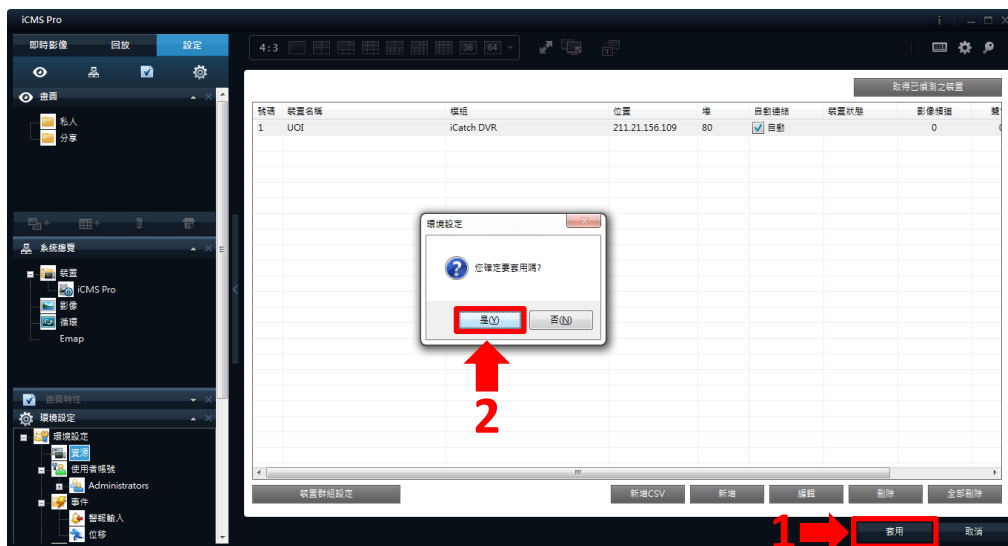 iCMS Pro
即時影像 回放 設定
4:3 36 64
畫面
私人
分享
取得已偵測之裝置
號碼 裝置名稱 模組 位置 埠 自動連結 裝置狀態 影像頻道
1 UOI iCatch DVR 211.21.156.109 80 自動 0
環境設定
您確定要套用嗎?
是(Y) 否(N)
2
系統總覽
裝置
iCMS Pro
影像
循環
Emap
畫面特性
環境設定
環境設定
資源
使用者帳號
Administrators
事件
警報輸入
位移
裝置群組設定 新增CSV 新增 編輯 刪除 全部刪除
1 套用 取消